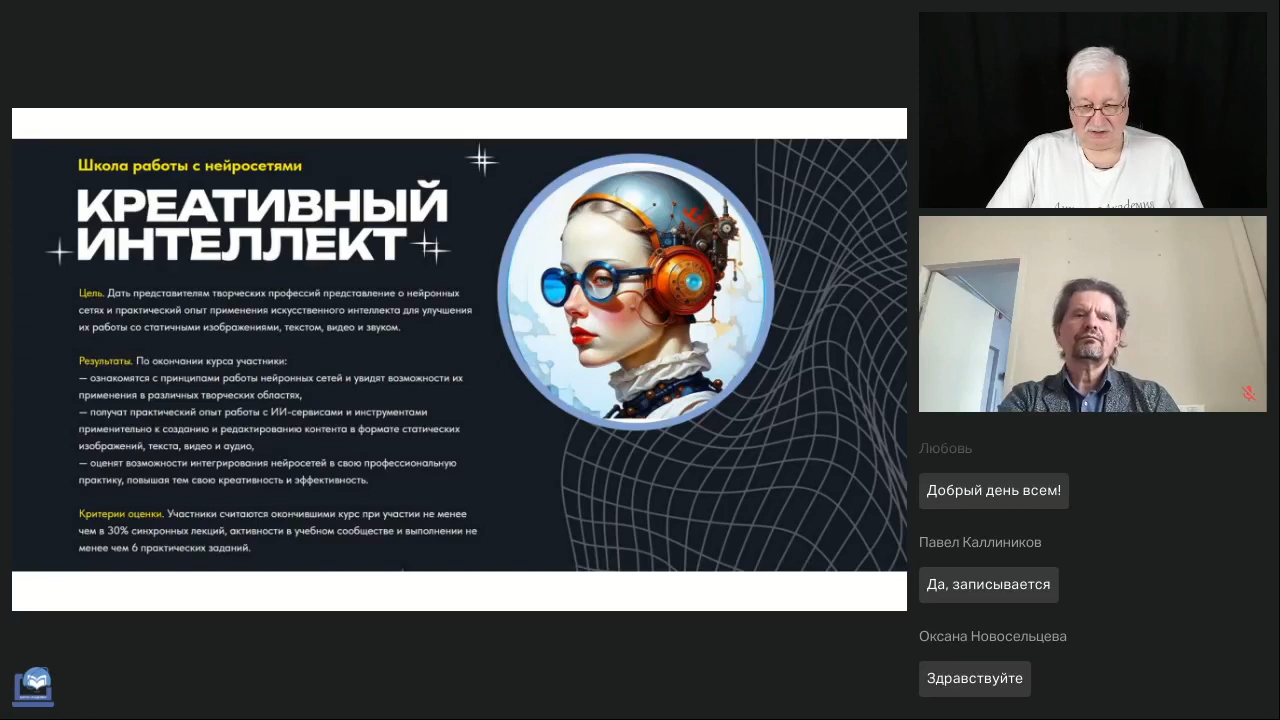 Школа работы с нейросетями
КРЕАТИВНЫЙ
ИНТЕЛЛЕКТ
Цель. Дать представителям творческих профессий представление о нейронных
сетях и практический опыт применения искусственного интеллекта для улучшения
их работы со статичными изображениями, текстом, видео и звуком.
Результаты. По окончании курса участники:
— ознакомятся с принципами работы нейронных сетей и увидят возможности их
применения в различных творческих областях,
— получат практический опыт работы с ИИ-сервисами и инструментами
применительно к созданию и редактированию контента в формате статических
изображений, текста, видео и аудио,
— оценят возможности интегрирования нейросетей в свою профессиональную
практику, повышая тем свою креативность и эффективность.
Критерии оценки. Участники считаются окончившими курс при участии не менее
чем в 30% синхронных лекций, активности в учебном сообществе и выполнении не
менее чем 6 практических заданий.
Академия
Любовь
Добрый день всем!
Павел Каллиников
Да, записывается
Оксана Новосельцева
Здравствуйте